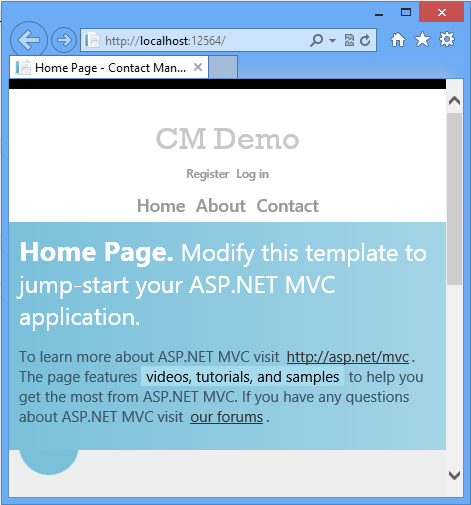 http://localhost:12564/
Home Page - Contact Man...
CM Demo
Register Log in
Home About Contact
Home Page. Modify this template to
jump-start your ASP.NET MVC
application.
To learn more about ASP.NET MVC visit http://asp.net/mvc.
The page features videos, tutorials, and samples to help you
get the most from ASP.NET MVC. If you have any questions
about ASP.NET MVC visit our forums.